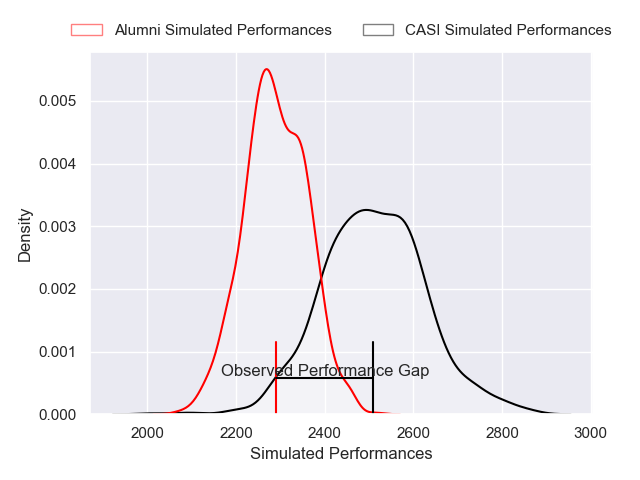 Alumni Simulated Performances
CASI Simulated Performances
0.005
0.004
0.003
0.002
0.001
0.000
Density
Observed Performance Gap
2000 2200 2400 2600 2800 3000
Simulated Performances